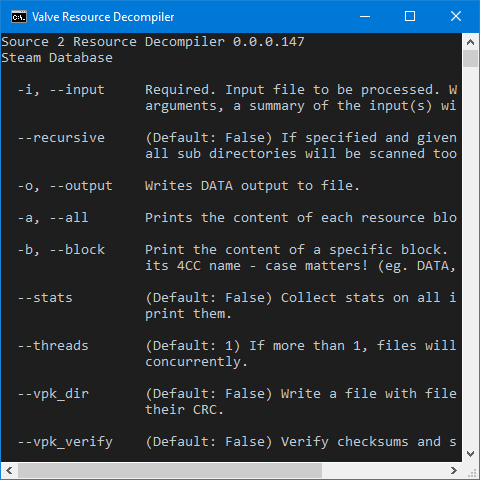 Valve Resource Decompiler
Source 2 Resource Decompiler 0.0.0.147
Steam Database
-i, --input Required. Input file to be processed. W
arguments, a summary of the input(s) wi
--recursive (Default: False) If specified and given
all sub directories will be scanned too
-o, --output Writes DATA output to file.
-a, --all Prints the content of each resource blo
-b, --block Print the content of a specific block.
its 4CC name - case matters! (eg. DATA,
--stats (Default: False) Collect stats on all i
print them.
--threads (Default: 1) If more than 1, files will
concurrently.
--vpk_dir (Default: False) Write a file with file
their CRC.
--vpk_verify (Default: False) Verify checksums and s